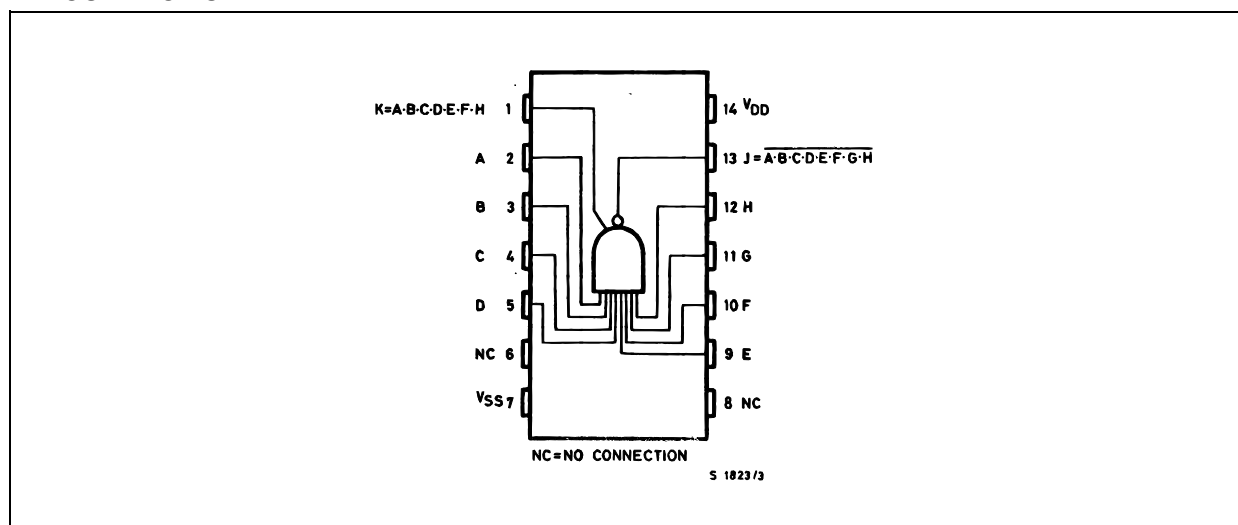 K=A·B·C·D·E·F·H 1
A 2
B 3
C 4
D 5
NC 6
VSS 7
14 VDD
13 J=A·B·C·D·E·F·G·H
12 H
11 G
10 F
9 E
8 NC
NC=NO CONNECTION
S 1823/3